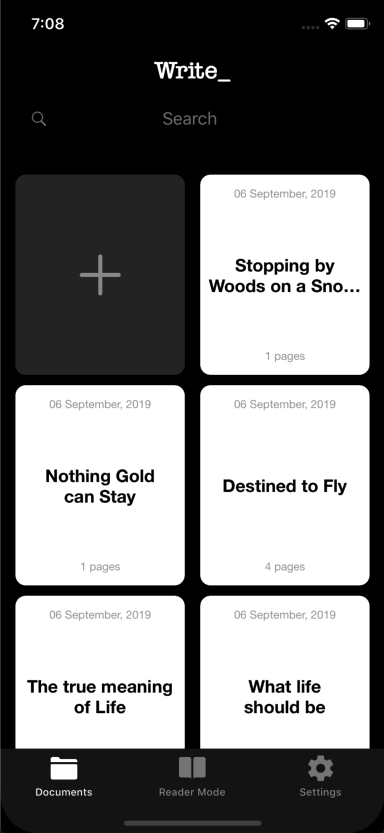 7:08
Write_
Search
06 September, 2019
Stopping by
Woods on a Sno...
1 pages
06 September, 2019
Nothing Gold
can Stay
1 pages
06 September, 2019
Destined to Fly
4 pages
06 September, 2019
The true meaning
of Life
06 September, 2019
What life
should be
Documents
Reader Mode
Settings